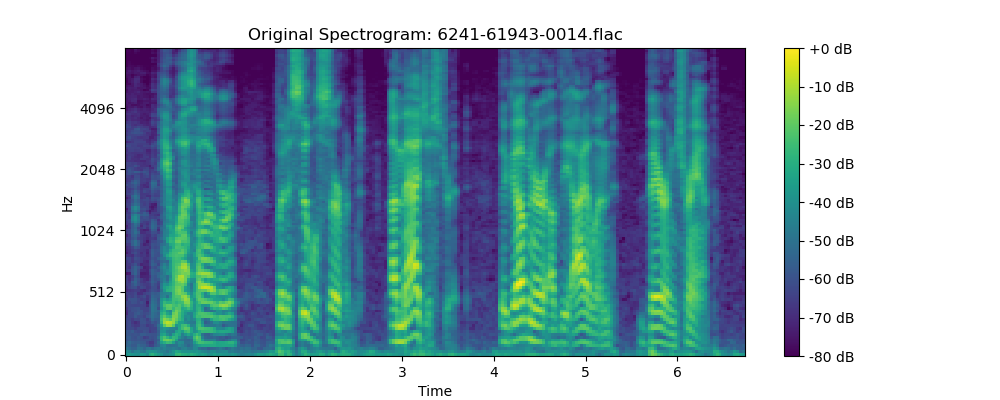 Original Spectrogram: 6241-61943-0014.flac
Hz
4096
2048
1024
512
0
0 1 2 3 4 5 6
Time
+0 dB
-10 dB
-20 dB
-30 dB
-40 dB
-50 dB
-60 dB
-70 dB
-80 dB